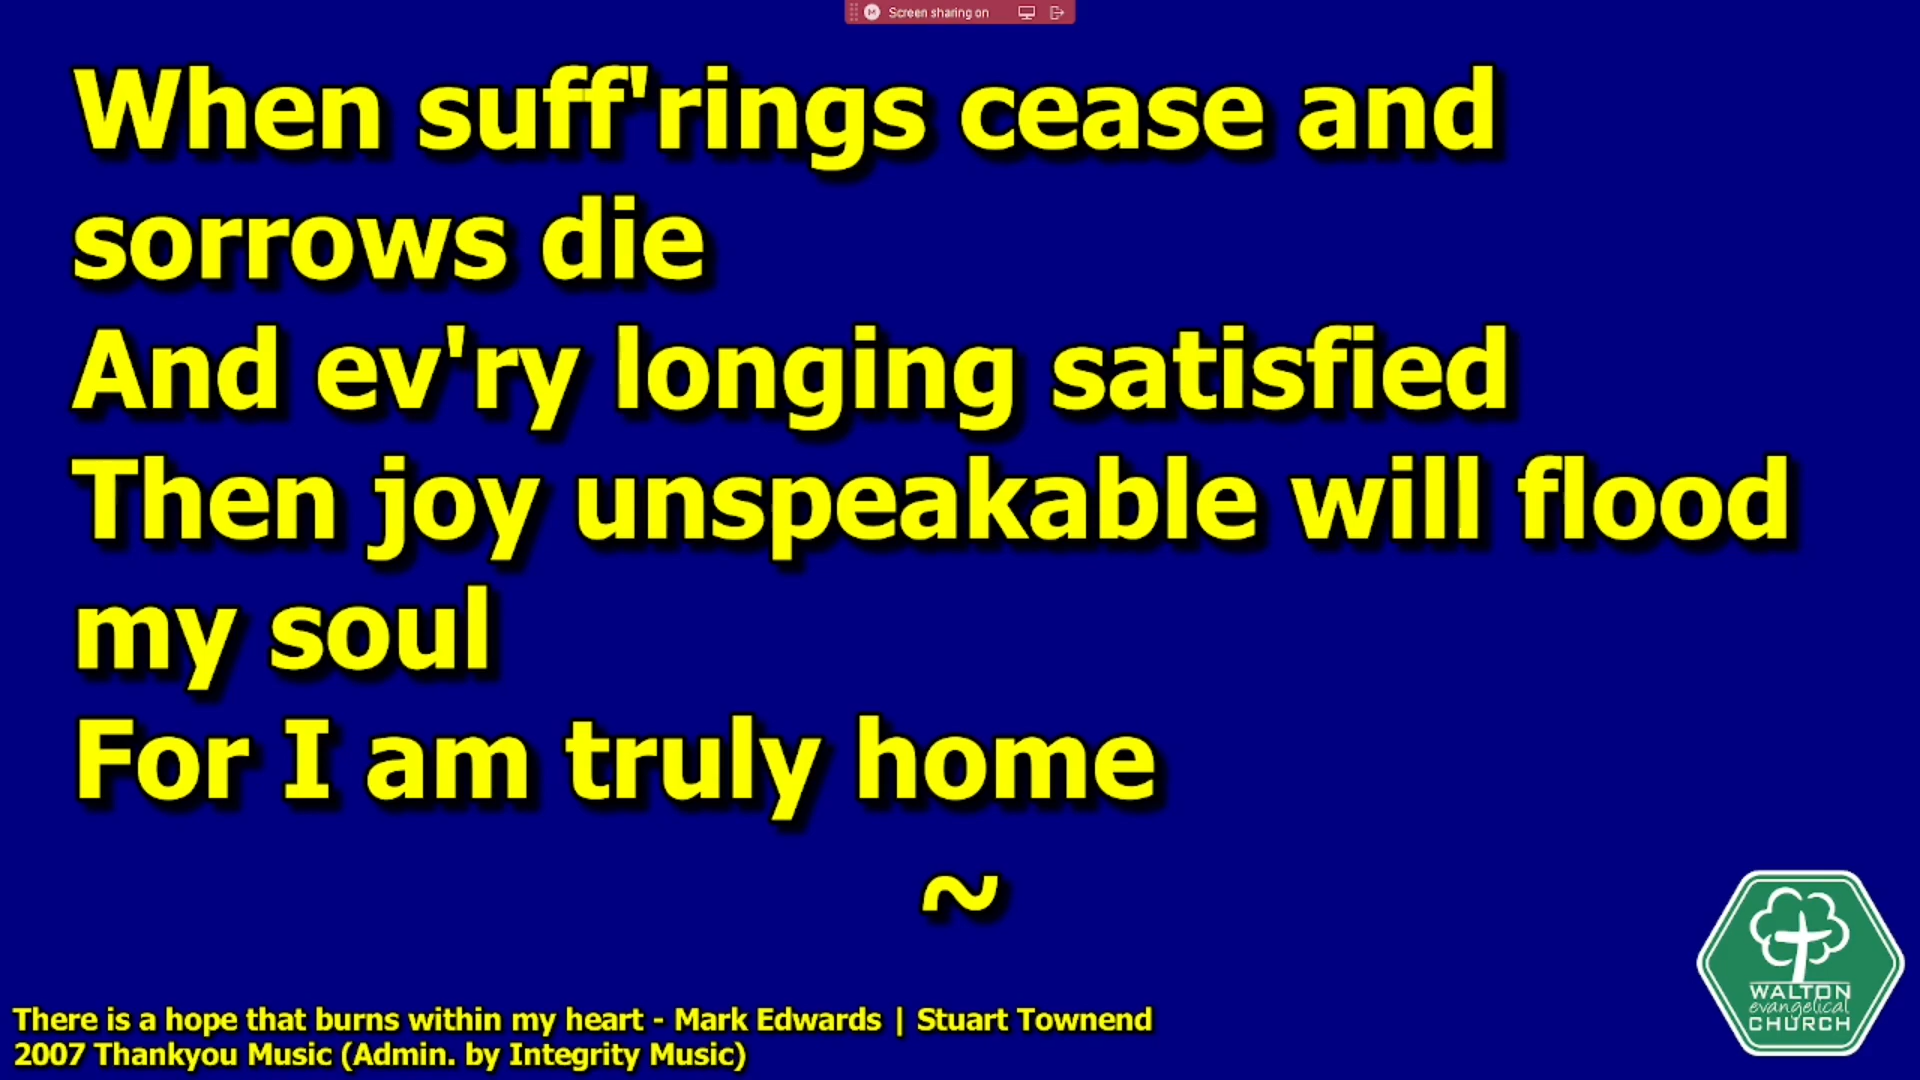 Screen sharing on
When suff'rings cease and
sorrows die
And ev'ry longing satisfied
Then joy unspeakable will flood
my soul
For I am truly home
~
WALTON
evangelical
CHURCH
There is a hope that burns within my heart - Mark Edwards | Stuart Townend
2007 Thankyou Music (Admin. by Integrity Music)